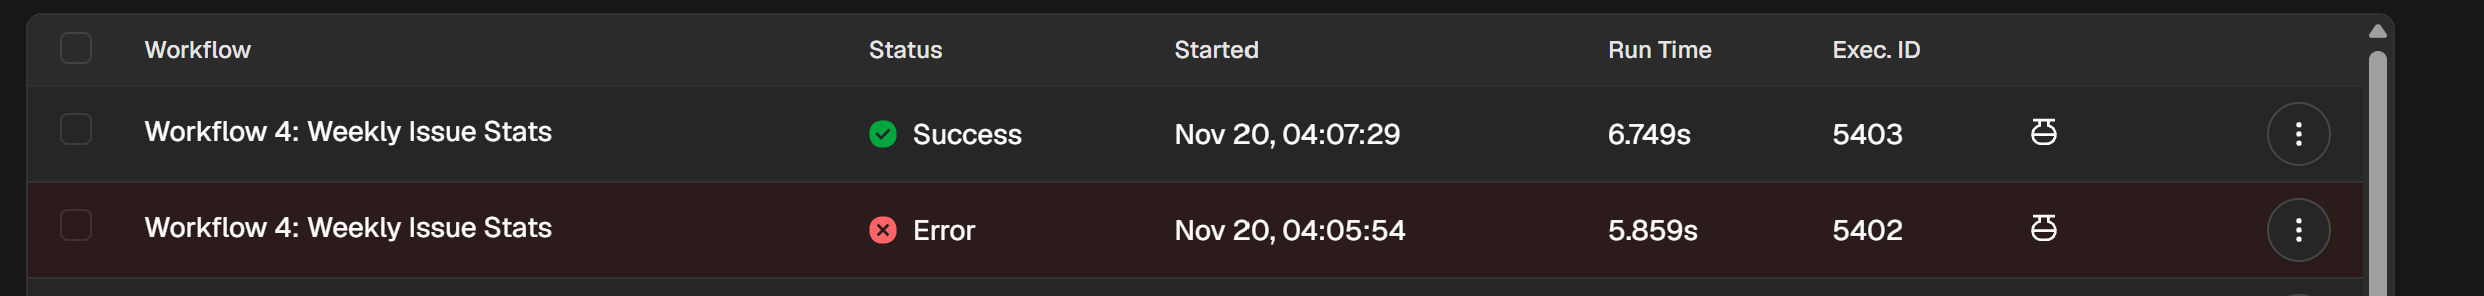 Workflow Status Started Run Time Exec. ID
Workflow 4: Weekly Issue Stats Success Nov 20, 04:07:29 6.749s 5403
Workflow 4: Weekly Issue Stats Error Nov 20, 04:05:54 5.859s 5402